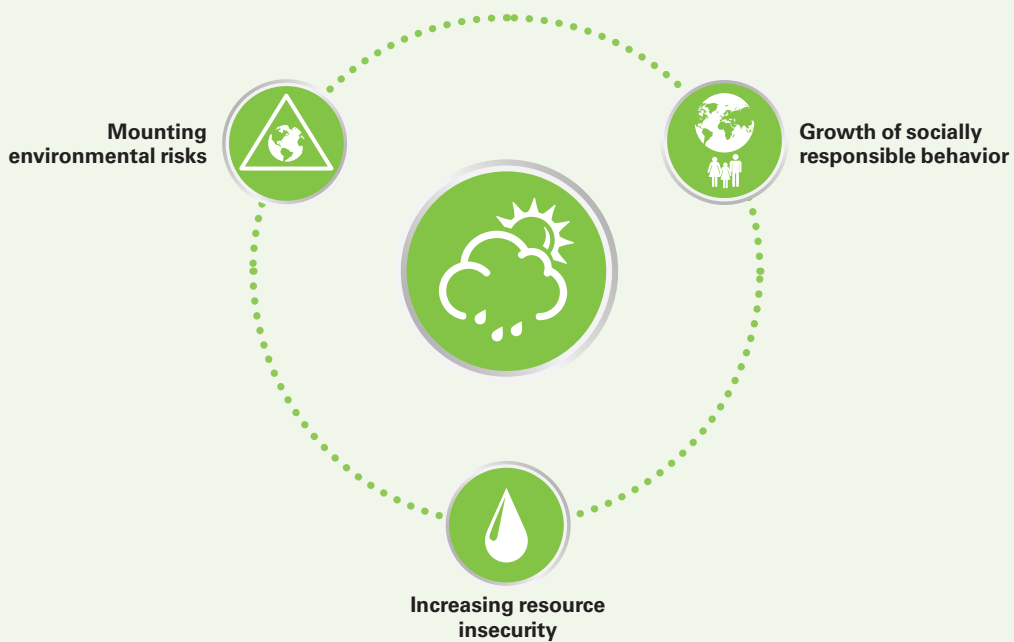 Mounting
environmental risks
Growth of socially
responsible behavior
Increasing resource
insecurity